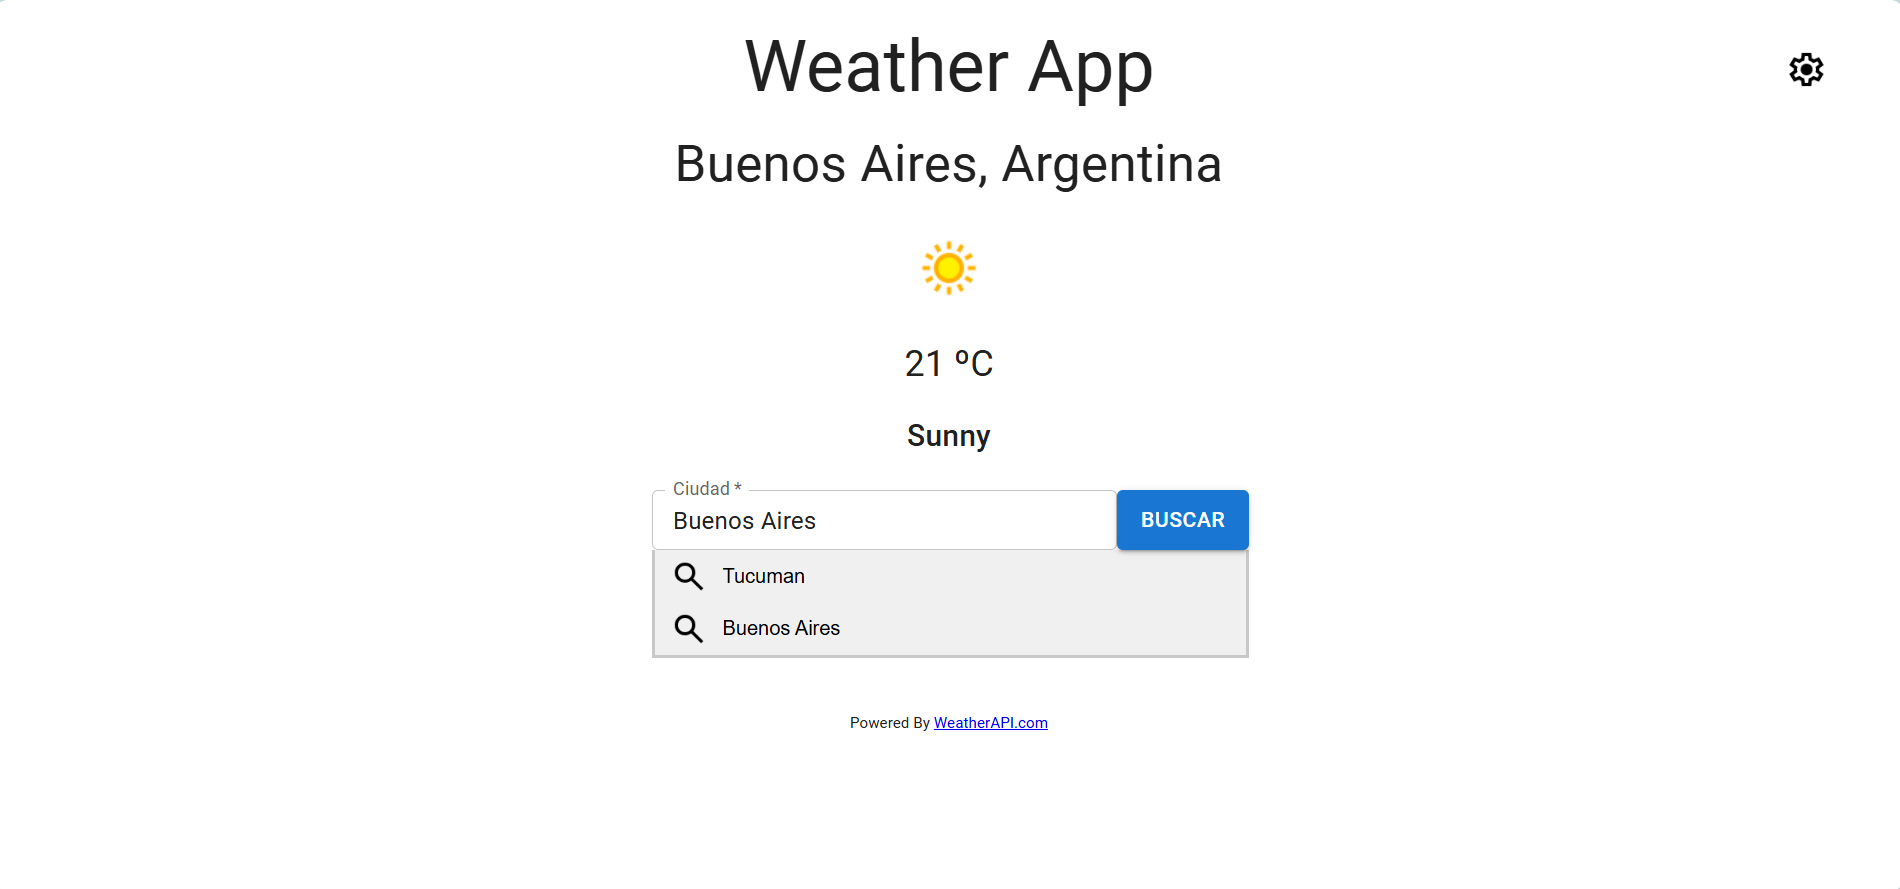 Weather App
Buenos Aires, Argentina
21 ºC
Sunny
Ciudad *
Buenos Aires
BUSCAR
Tucuman
Buenos Aires
Powered By WeatherAPI.com